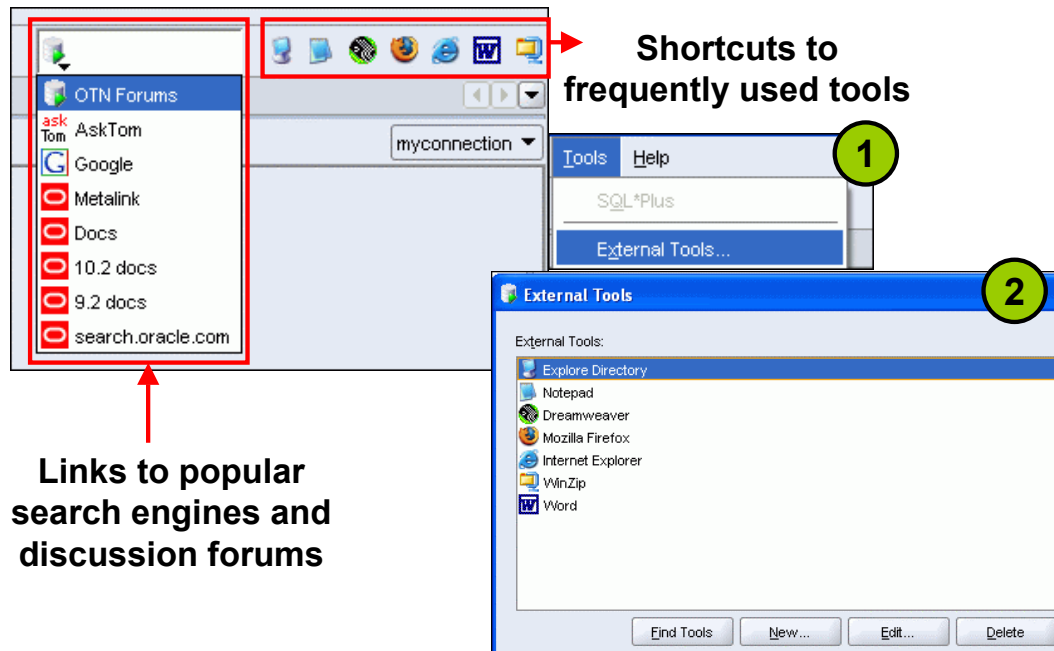 OTN Forums
ask
Tom AskTom
G Google
Metalink
Docs
10.2 docs
9.2 docs
search.oracle.com
W
myconnection
Shortcuts to
frequently used tools
Links to popular
search engines and
discussion forums
1
Tools Help
SQL*Plus
External Tools...
2
External Tools
External Tools:
Explore Directory
Notepad
Dreamweaver
Mozilla Firefox
Internet Explorer
WinZip
W Word
Find Tools New... Edit... Delete